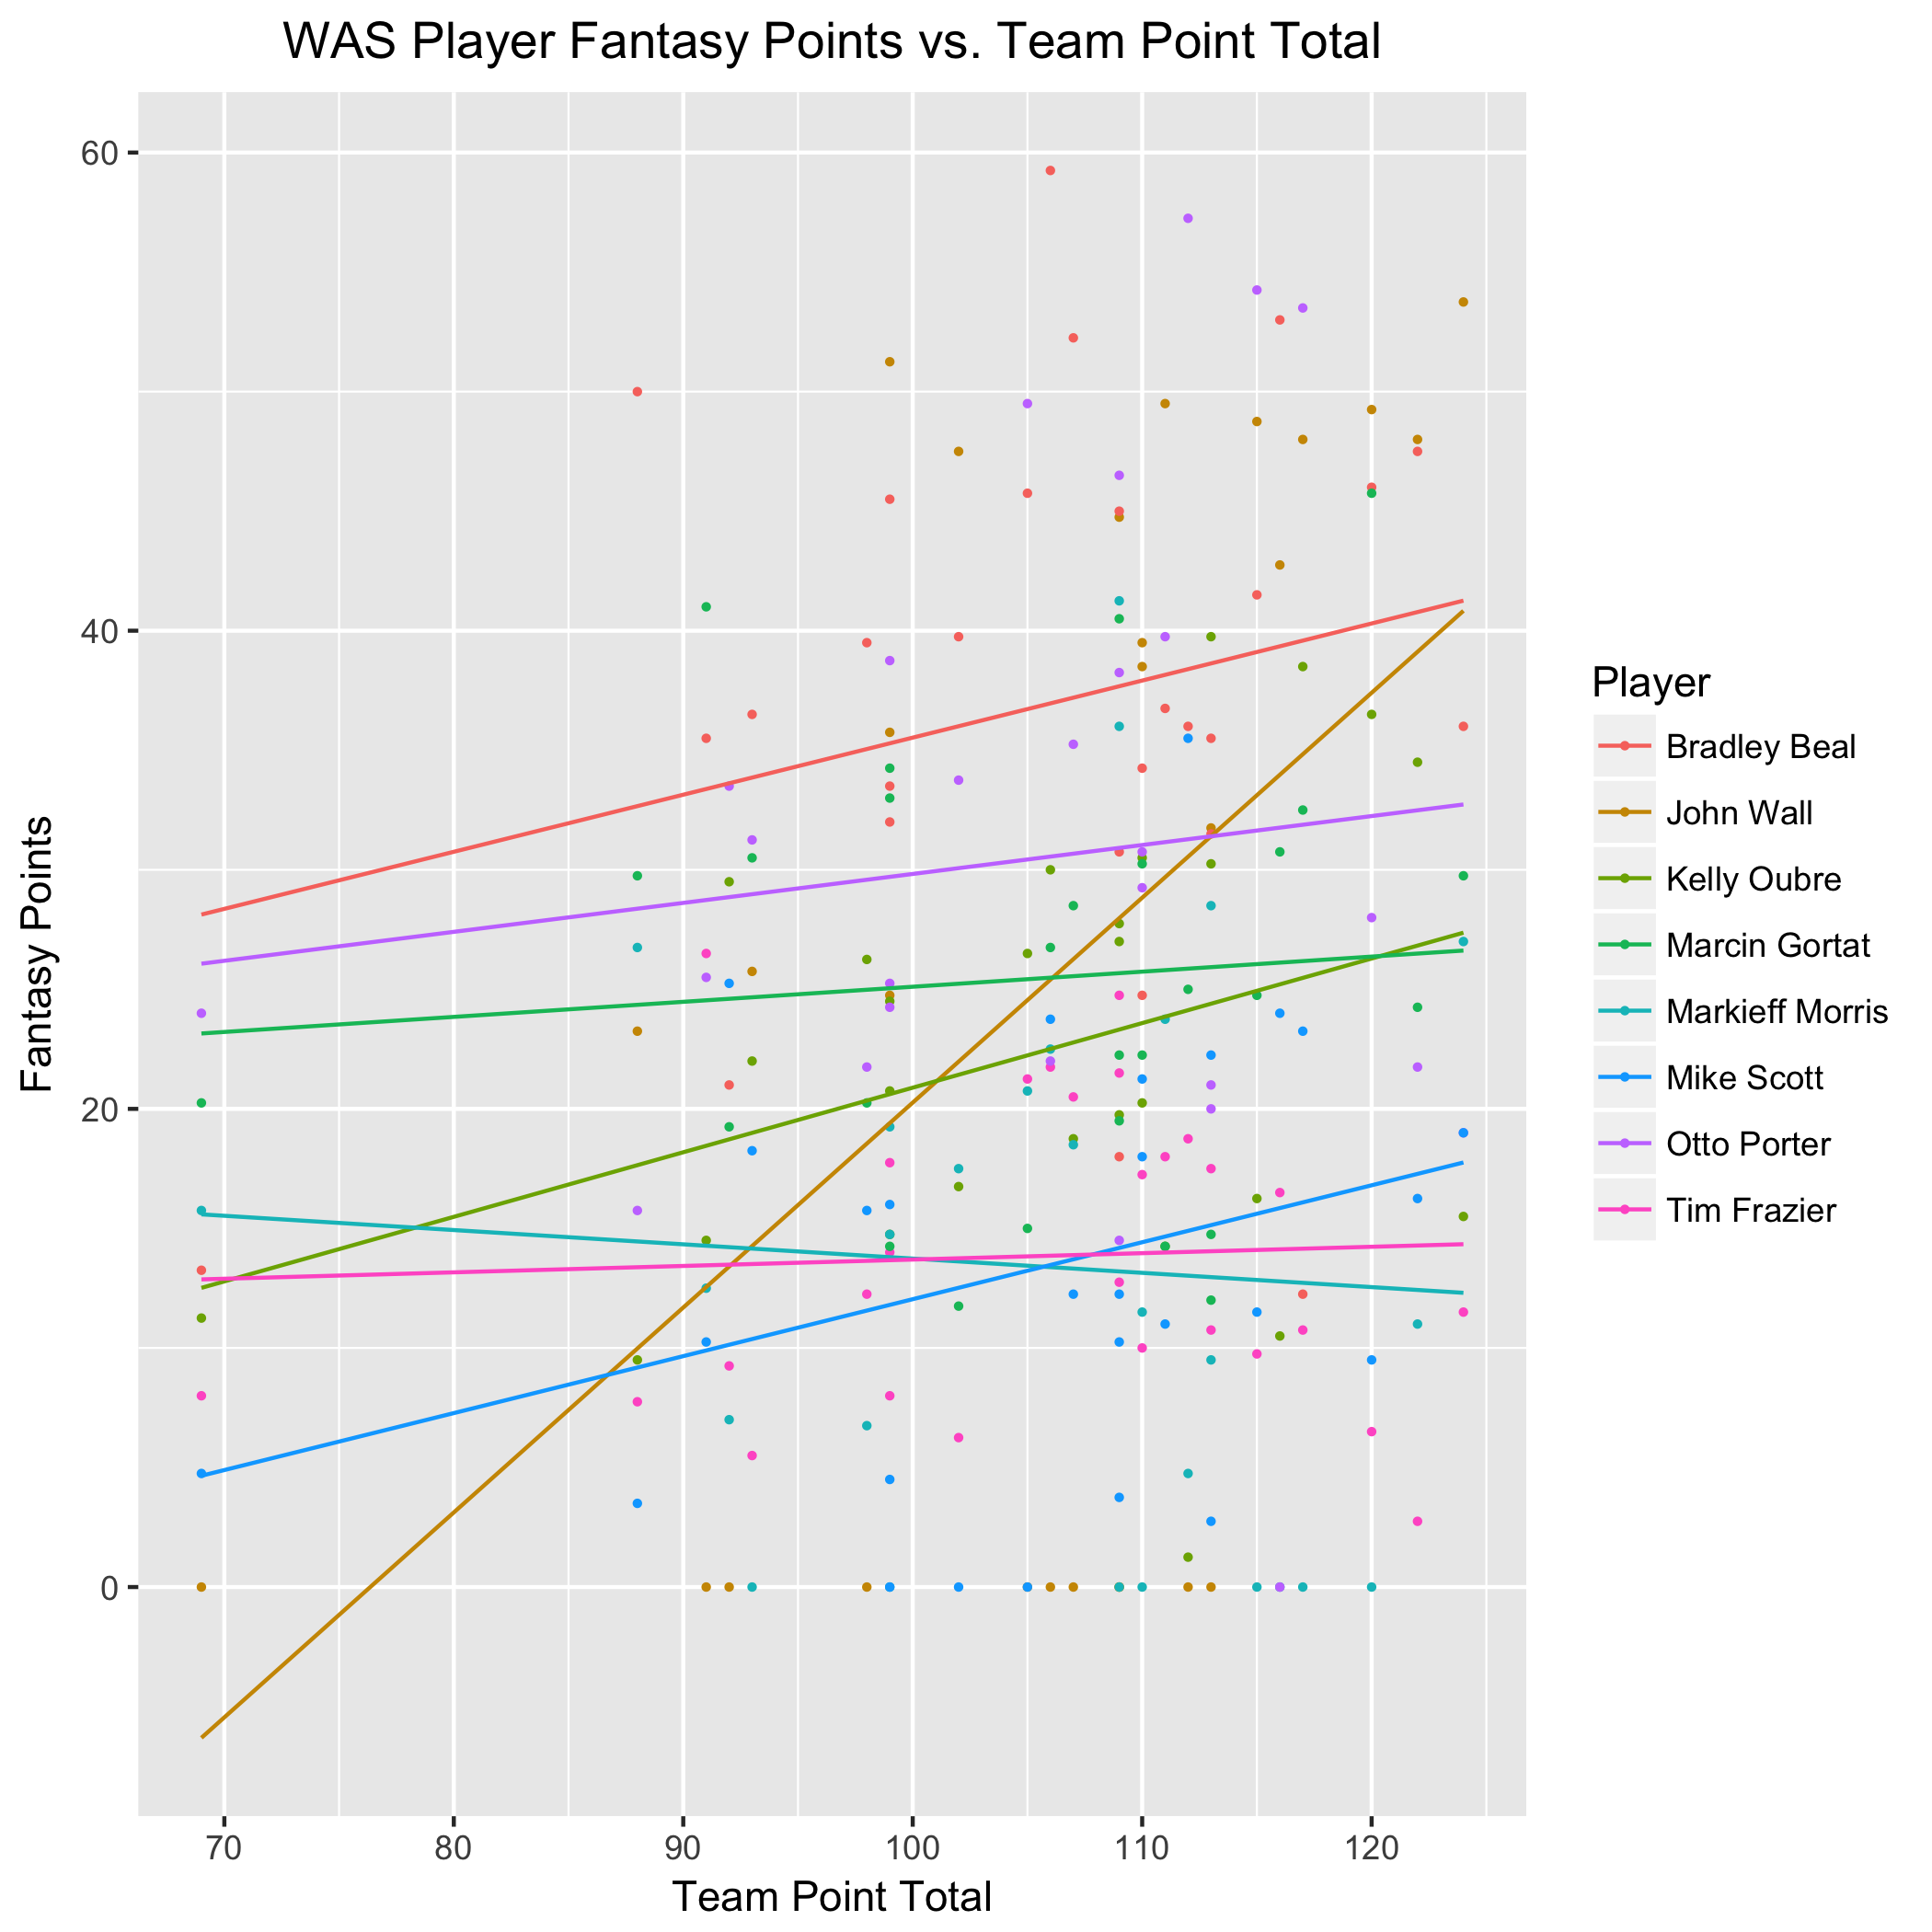 WAS Player Fantasy Points vs. Team Point Total
60
40
20
0
Fantasy Points
70 80 90 100 110 120
Team Point Total
Player
Bradley Beal
John Wall
Kelly Oubre
Marcin Gortat
Markieff Morris
Mike Scott
Otto Porter
Tim Frazier